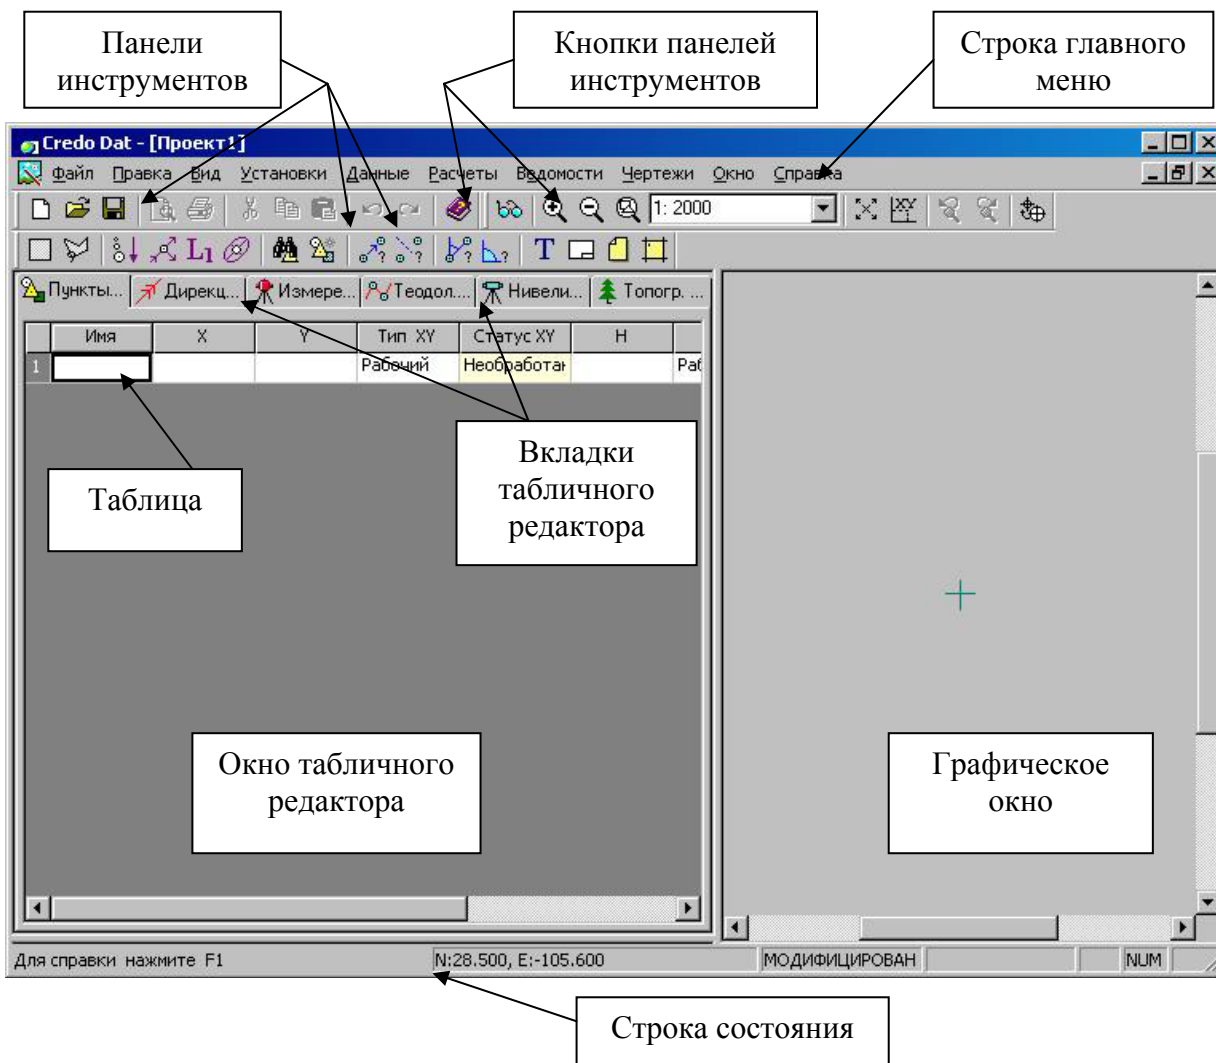 Панели
инструментов
Кнопки панелей
инструментов
Строка главного
меню
Credo Dat - [Проект1]
Файл Правка Вид Установки Данные Расчеты Ведомости Чертежи Окно Справка
1: 2000
XY
L1 ? ? ? ? T
Пункты... Дирекц... Измере... Теодол.... Нивели... Топогр. ...
Имя X Y Тип XY Статус XY H
1 Рабочий Необработан Раб
Таблица
Вкладки
табличного
редактора
Окно табличного
редактора
Графическое
окно
Для справки нажмите F1 N:28.500, E:-105.600 МОДИФИЦИРОВАН NUM
Строка состояния